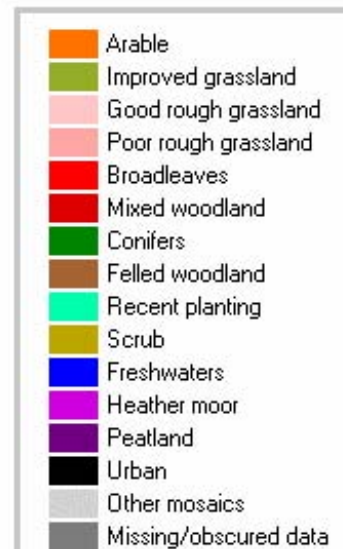 Arable
Improved grassland
Good rough grassland
Poor rough grassland
Broadleaves
Mixed woodland
Conifers
Felled woodland
Recent planting
Scrub
Freshwaters
Heather moor
Peatland
Urban
Other mosaics
Missing/obscured data